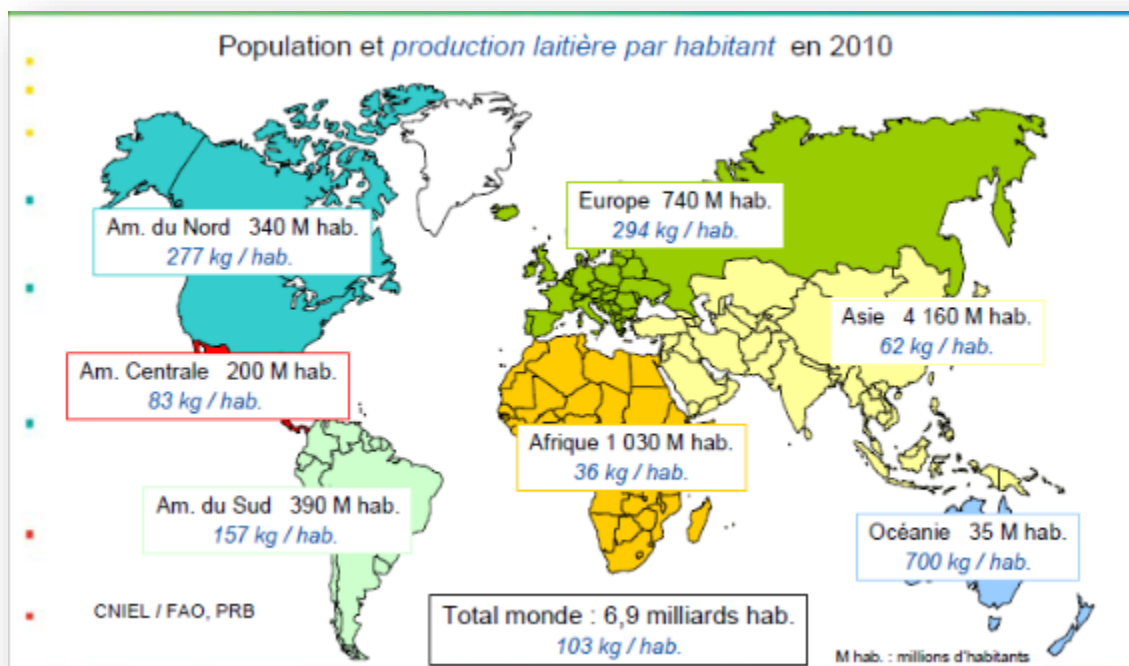 Population et production laitière par habitant en 2010
Am. du Nord 340 M hab.
277 kg / hab.
Europe 740 M hab.
294 kg / hab.
Asie 4 160 M hab.
62 kg / hab.
Am. Centrale 200 M hab.
83 kg / hab.
Afrique 1 030 M hab.
36 kg / hab.
Am. du Sud 390 M hab.
157 kg / hab.
Océanie 35 M hab.
700 kg / hab.
CNIEL / FAO, PRB
Total monde : 6,9 milliards hab.
103 kg / hab.
M hab. : millions d'habitants